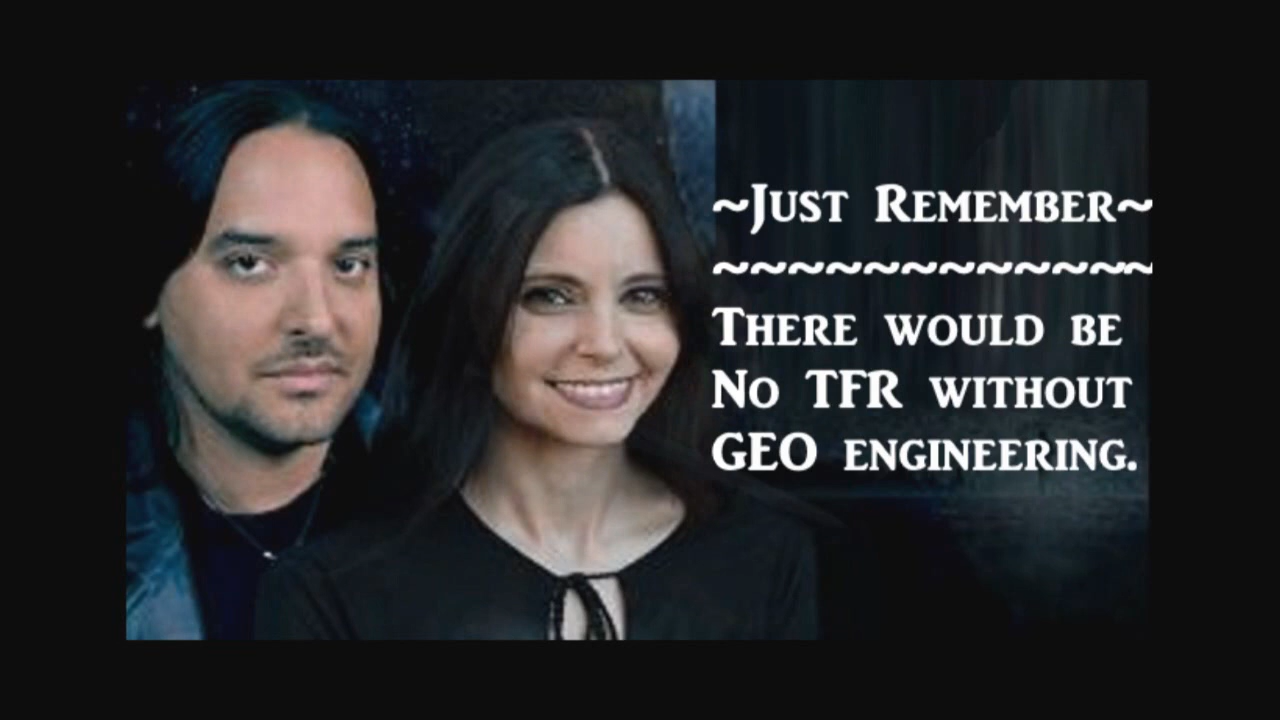 ~Just Remember~
~~~~~~~~~~~~
There would be
No TFR without
GEO engineering.